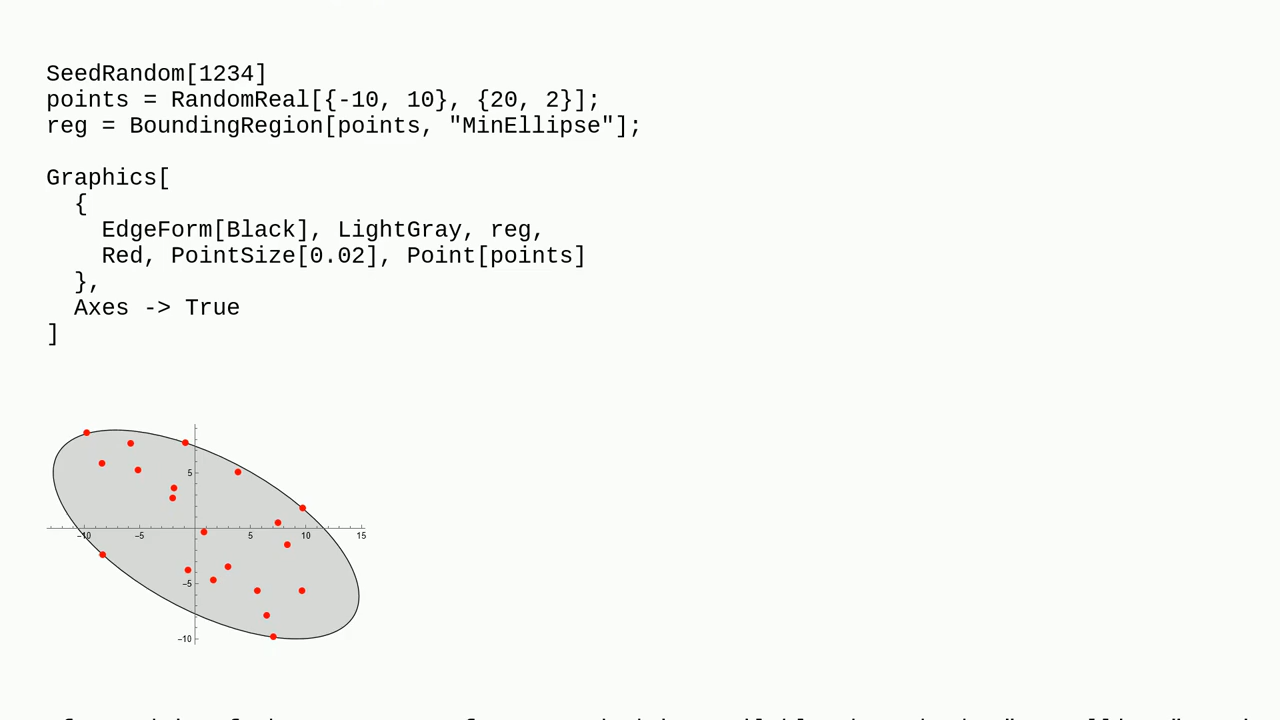 SeedRandom[1234]
points = RandomReal[{-10, 10}, {20, 2}];
reg = BoundingRegion[points, "MinEllipse"];
Graphics[
  {
    EdgeForm[Black], LightGray, reg,
    Red, PointSize[0.02], Point[points]
  },
  Axes -> True
]
5
-10 -5 5 10 15
-5
-10